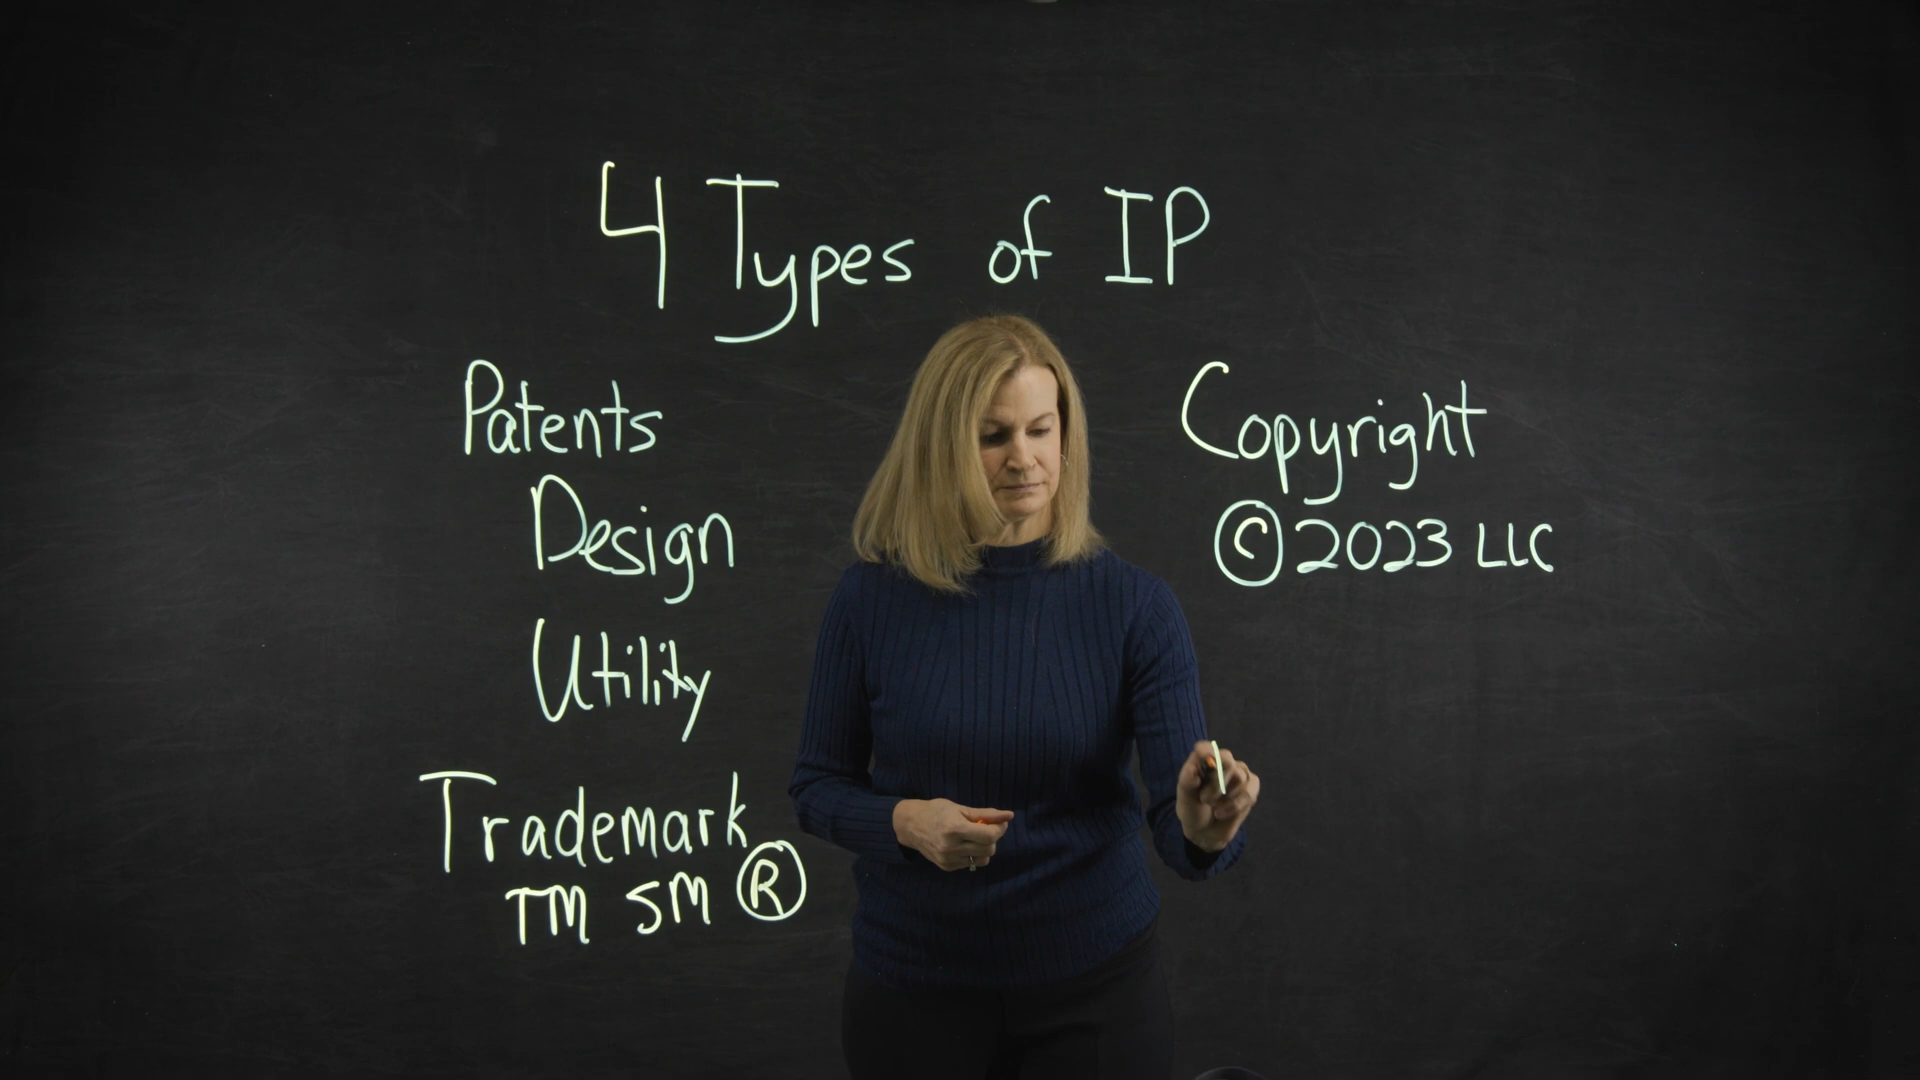 4 Types of IP
Patents
Design
Utility
Trademark
TM SM ®
Copyright
© 2023 LLC